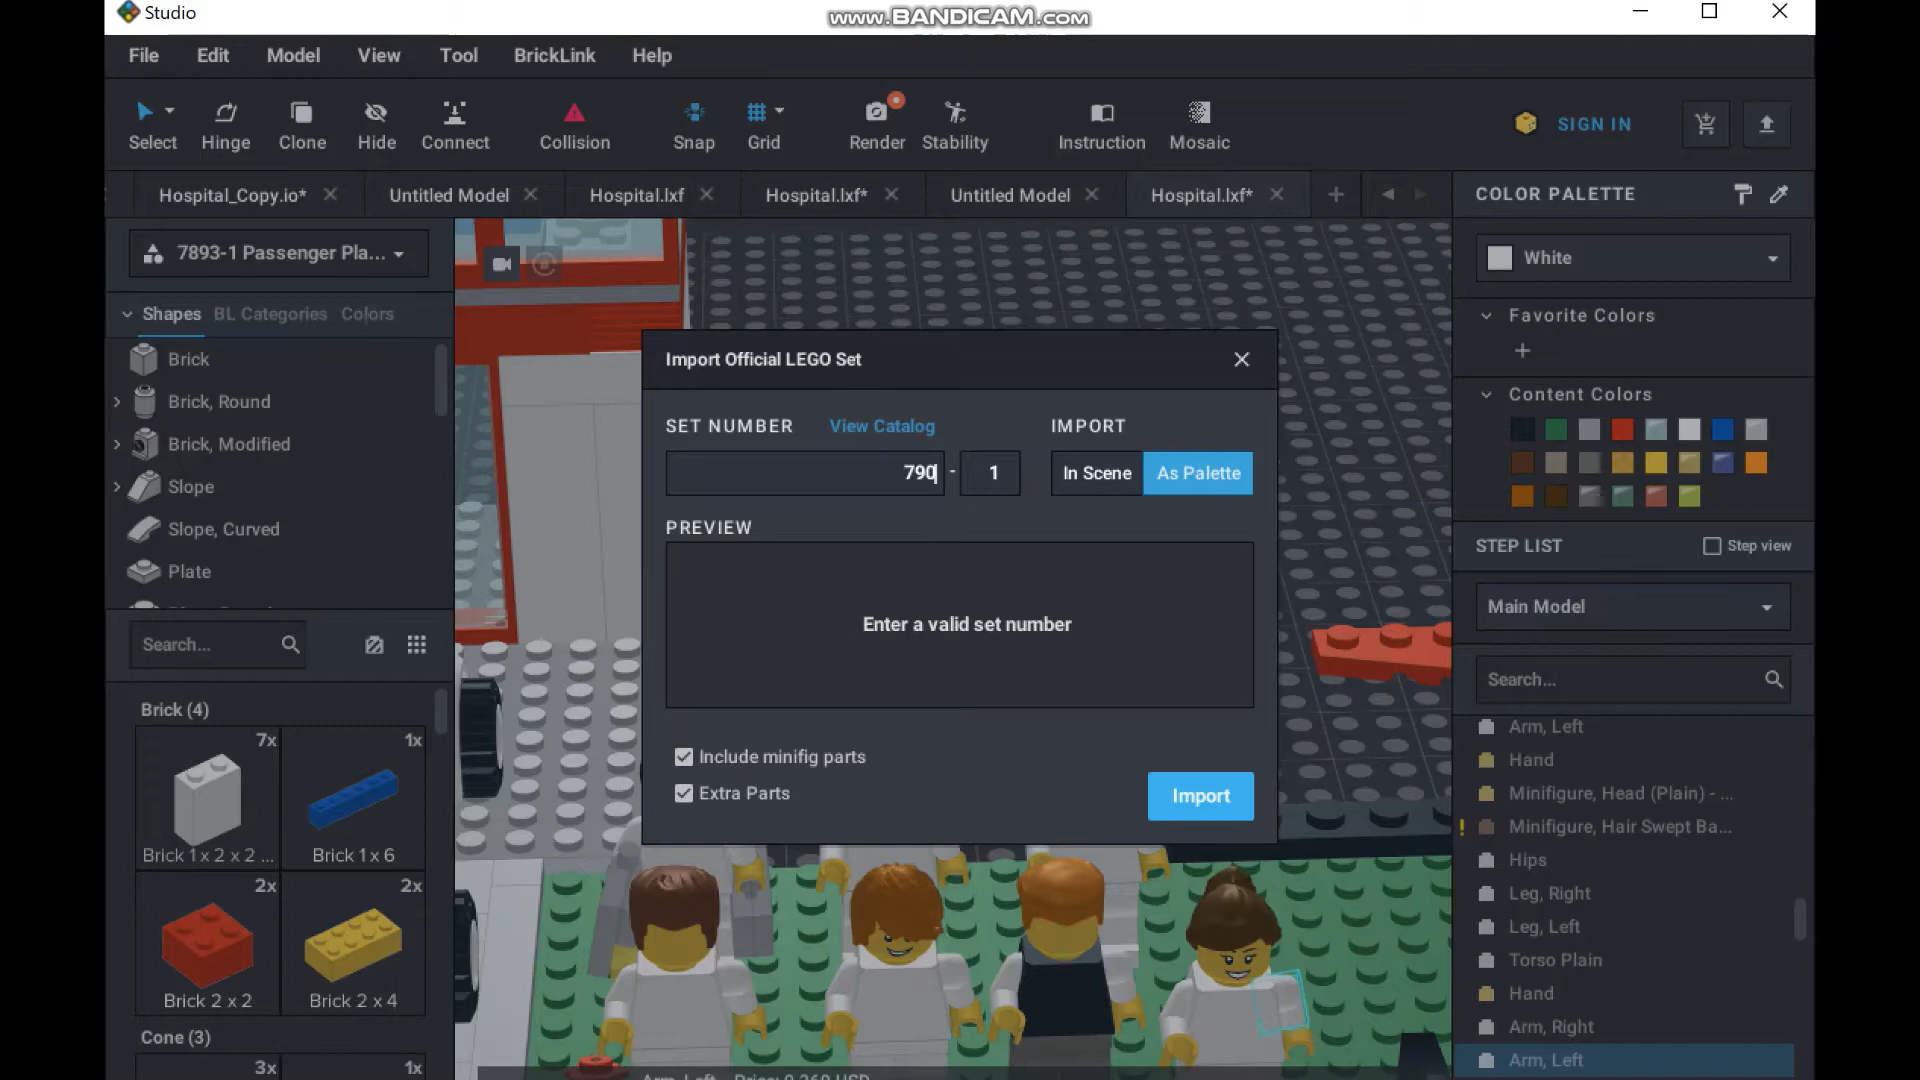 Studio
www.BANDICAM.com
File Edit Model View Tool BrickLink Help
Select Hinge Clone Hide Connect Collision Snap Grid Render Stability Instruction Mosaic SIGN IN
Hospital_Copy.io* Untitled Model Hospital.lxf Hospital.lxf* Untitled Model Hospital.lxf*
COLOR PALETTE
7893-1 Passenger Pla...
White
Shapes BL Categories Colors
Favorite Colors
Brick
Brick, Round
Brick, Modified
Slope
Slope, Curved
Plate
Import Official LEGO Set
SET NUMBER View Catalog IMPORT
790 - 1 In Scene As Palette
PREVIEW
Enter a valid set number
Include minifig parts
Extra Parts
Import
Content Colors
STEP LIST Step view
Main Model
Search...
Search...
Brick (4)
7x 1x
Brick 1 x 2 x 2 ... Brick 1 x 6
2x 2x
Brick 2 x 2 Brick 2 x 4
Cone (3)
3x 1x
Arm, Left
Hand
Minifigure, Head (Plain) - ...
Minifigure, Hair Swept Ba...
Hips
Leg, Right
Leg, Left
Torso Plain
Hand
Arm, Right
Arm, Left